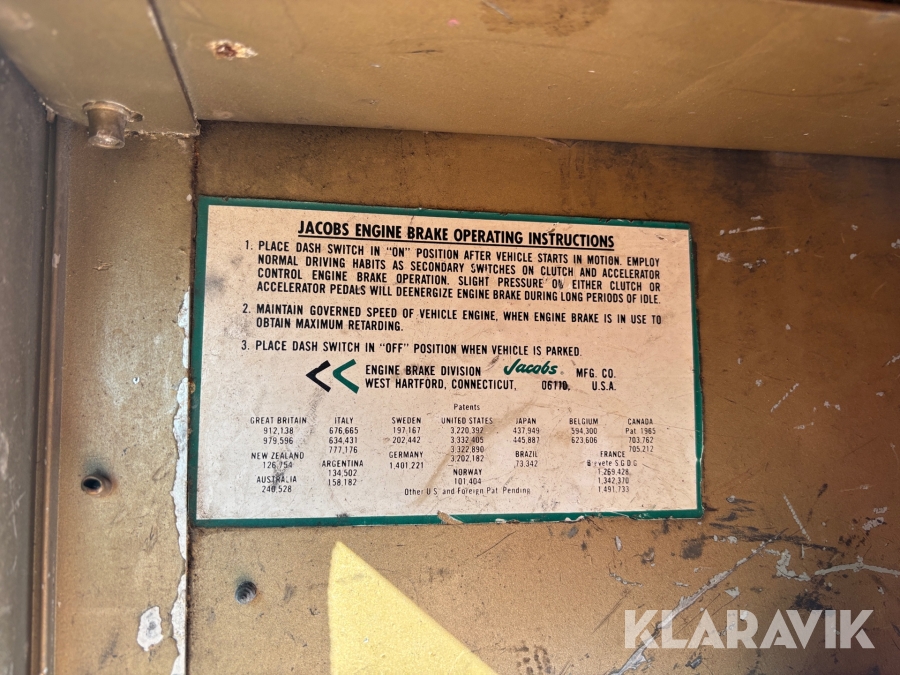 JACOBS ENGINE BRAKE OPERATING INSTRUCTIONS
1. PLACE DASH SWITCH IN "ON" POSITION AFTER VEHICLE STARTS IN MOTION. EMPLOY
NORMAL DRIVING HABITS AS SECONDARY SWITCHES ON CLUTCH AND ACCELERATOR
CONTROL ENGINE BRAKE OPERATION. SLIGHT PRESSURE ON EITHER CLUTCH OR
ACCELERATOR PEDALS WILL DEENERGIZE ENGINE BRAKE DURING LONG PERIODS OF IDLE.
2. MAINTAIN GOVERNED SPEED OF VEHICLE ENGINE, WHEN ENGINE BRAKE IS IN USE TO
OBTAIN MAXIMUM RETARDING.
3. PLACE DASH SWITCH IN "OFF" POSITION WHEN VEHICLE IS PARKED.
ENGINE BRAKE DIVISION Jacobs MFG. CO.
WEST HARTFORD, CONNECTICUT, U.S.A.
Patents
GREAT BRITAIN
912,138
979,596
NEW ZEALAND
126,754
AUSTRALIA
240,528
ITALY
676,665
634,431
777,176
ARGENTINA
134,502
158,182
SWEDEN
197,167
202,442
GERMANY
1,401,221
UNITED STATES
3,220,392
3,332,405
3,322,890
3,202,182
NORWAY
101,404
JAPAN
437,949
445,887
BRAZIL
73,342
BELGIUM
594,300
623,606
CANADA
Pat. 1965
703,762
705,212
FRANCE
S.G.D.G.
1,269,428
1,342,370
1,491,733
Other U.S. and Foreign Pat. Pending
KLARAVIK